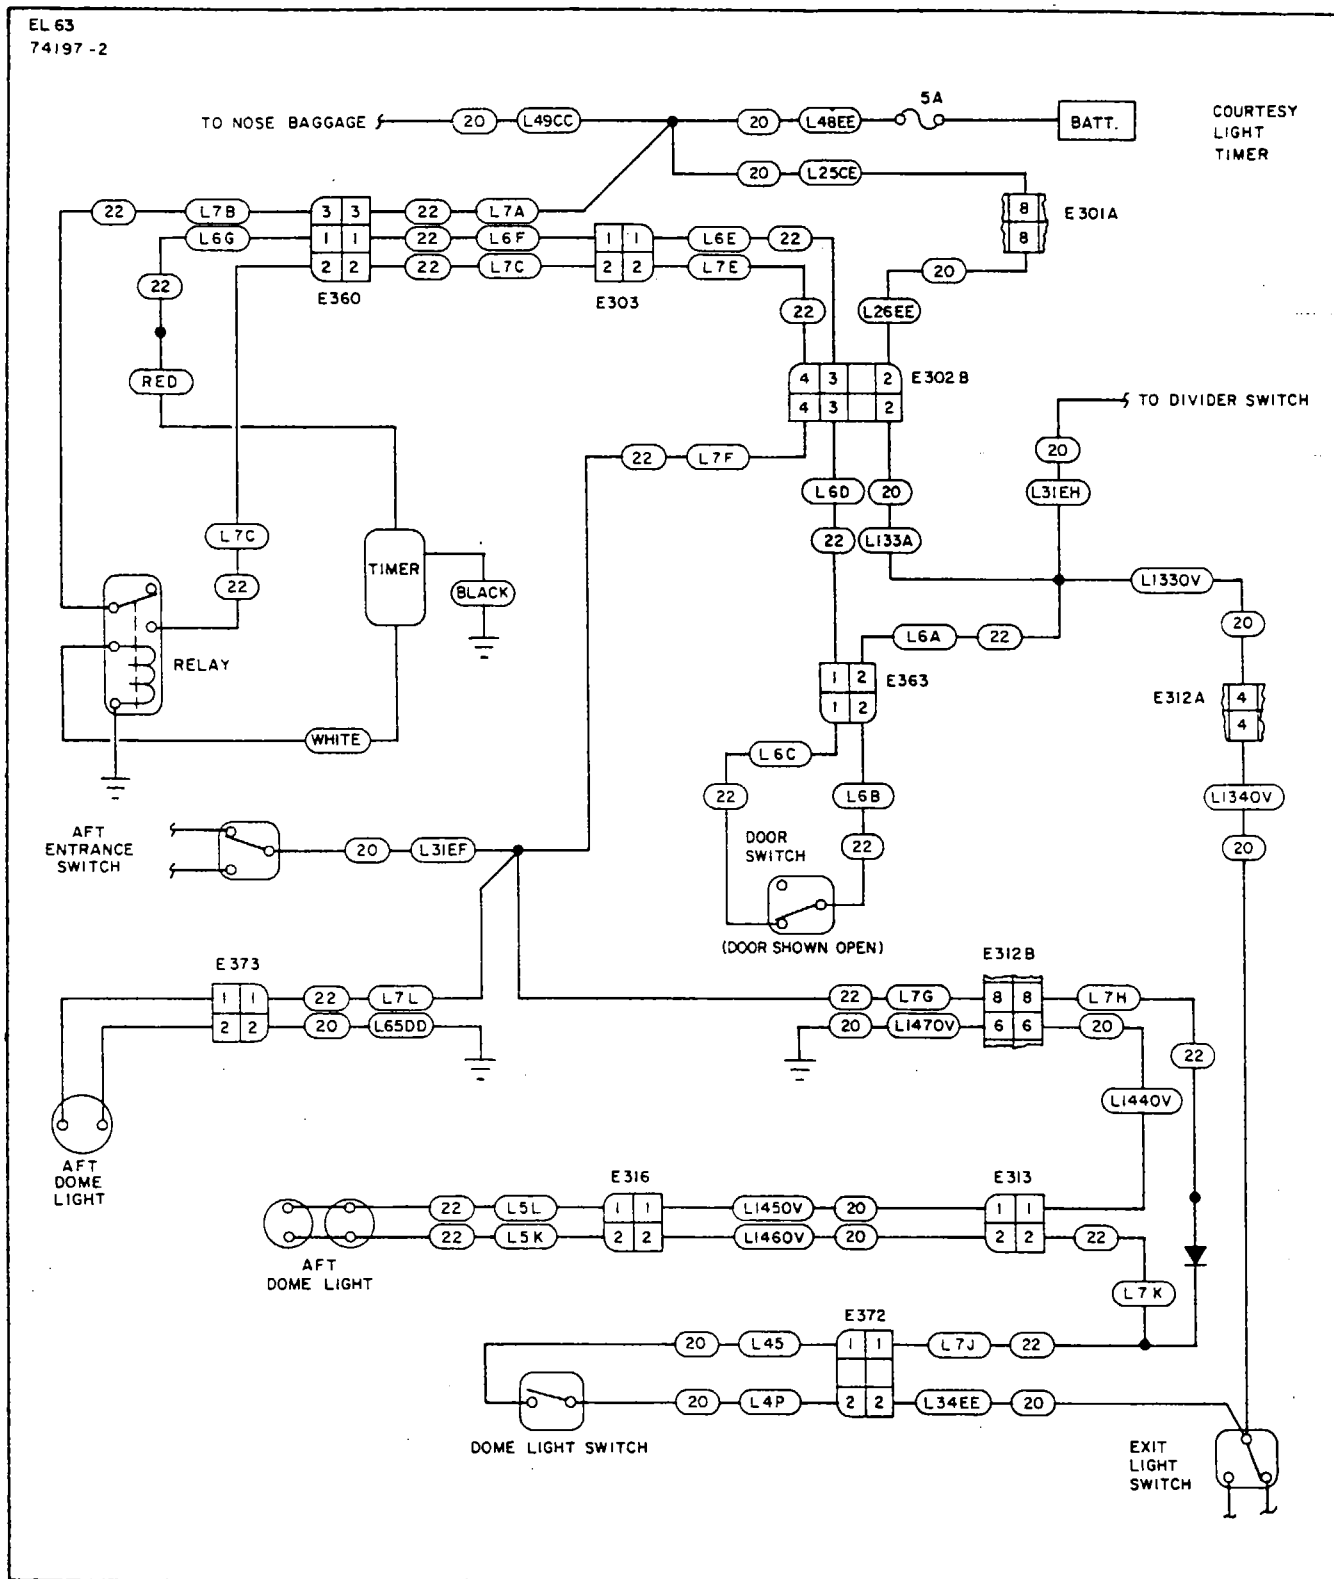 EL 63
74197-2
5A
TO NOSE BAGGAGE 20 L49CC 20 L48EE BATT.
COURTESY
LIGHT
TIMER
20 L25CE
22 L7B 3 3 22 L7A
8 E301A
8
L6G 1 1 22 L6F 1 1 L6E 22
2 2 22 L7C 2 2 L7E
E360 E303
20
22
22 L26EE
RED
4 3 2 E302B
4 3 2
TO DIVIDER SWITCH
22 L7F
20
L6D 20 L31EH
L7C
22 L133A
TIMER
22
BLACK
L1330V
20
L6A 22
RELAY
1 2 E363
1 2
E312A 4
4
WHITE
L6C
22 L6B L1340V
AFT
ENTRANCE
SWITCH
20 L31EF
DOOR
SWITCH
22 20
(DOOR SHOWN OPEN)
E373 E312B
1 1 22 L7L 22 L7G 8 8 L7H
2 2 20 L65DD 20 L1470V 6 6 20
22
L1440V
AFT
DOME
LIGHT
E316 E313
22 L5L 1 1 L1450V 20 1 1
22 L5K 2 2 L1460V 20 2 2 22
AFT
DOME LIGHT
L7K
E372
20 L45 1 1 L7J 22
20 L4P 2 2 L34EE 20
DOME LIGHT SWITCH
EXIT
LIGHT
SWITCH